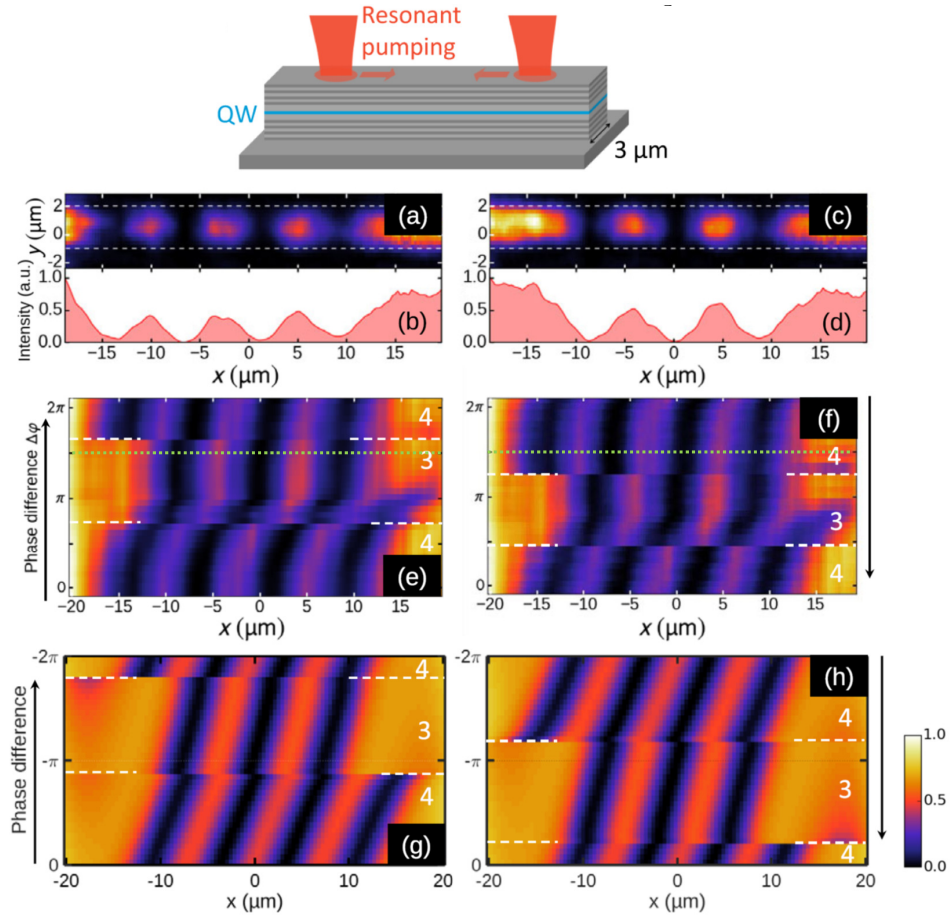 Resonant
pumping
QW
3 μm
(a)
(c)
2
0
-2
y (μm)
2
0
-2
(b)
(d)
1.0
0.5
0.0
Intensity (a.u.)
1.0
0.5
0.0
−15 −10 −5 0 5 10 15
x (μm)
−15 −10 −5 0 5 10 15
x (μm)
Phase difference Δφ
2π
π
0
4
3
4
(e)
−20 −15 −10 −5 0 5 10 15
x (μm)
2π
π
0
(f)
4
3
4
−20 −15 −10 −5 0 5 10 15
x (μm)
Phase difference
-2π
-π
0
4
3
4
(g)
-20 -10 0 10 20
x (μm)
-2π
-π
0
(h)
4
3
4
-20 -10 0 10 20
x (μm)
1.0
0.5
0.0